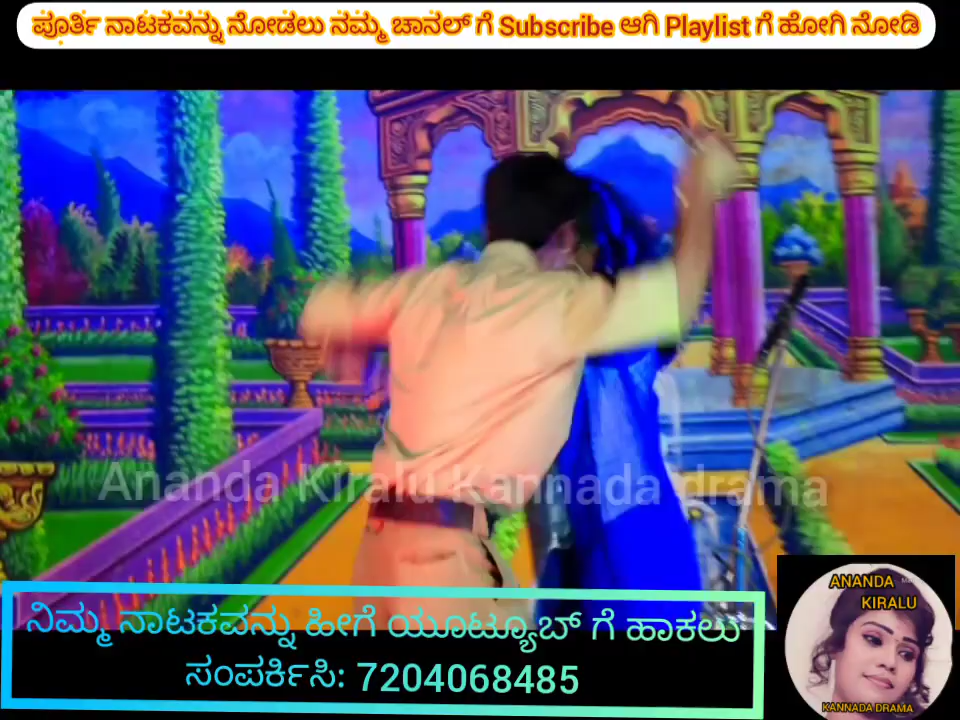 ಪೂರ್ತಿ ನಾಟಕವನ್ನು ನೋಡಲು ನಮ್ಮ ಚಾನಲ್ ಗೆ Subscribe ಆಗಿ Playlist ಗೆ ಹೋಗಿ ನೋಡಿ
Ananda Kiralu Kannada drama
ನಿಮ್ಮ ನಾಟಕವನ್ನು ಹೀಗೆ ಯೂಟ್ಯೂಬ್ ಗೆ ಹಾಕಲು
ಸಂಪರ್ಕಿಸಿ: 7204068485
ANANDA
KIRALU
KANNADA DRAMA